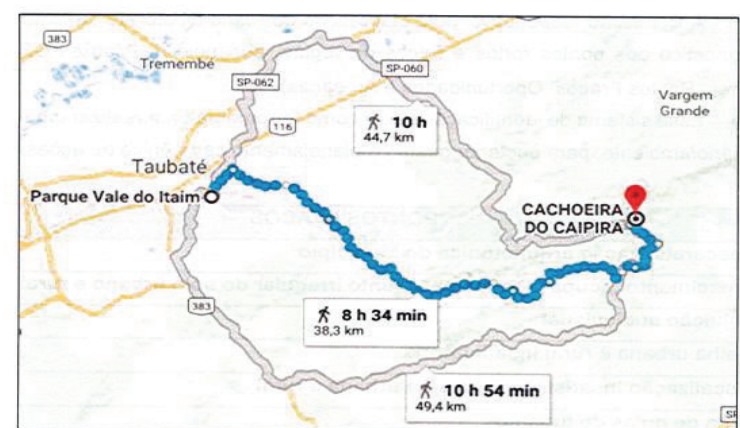 383
Tremembé
SP-062
SP-060
Vargem
Grande
116
10 h
44,7 km
Taubaté
Parque Vale do Itaim
CACHOEIRA
DO CAIPIRA
383
8 h 34 min
38,3 km
10 h 54 min
49,4 km